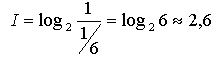 I = log₂ 1/(1/6) = log₂ 6 ≈ 2,6